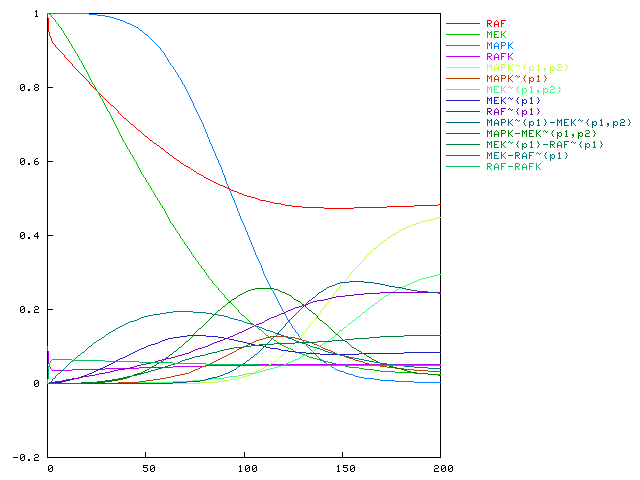 1
0.8
0.6
0.4
0.2
0
-0.2
0
50
100
150
200
RAF
MEK
MAPK
RAFK
MAPK~{p1,p2}
MAPK~{p1}
MEK~{p1,p2}
MEK~{p1}
RAF~{p1}
MAPK~{p1}-MEK~{p1,p2}
MAPK-MEK~{p1,p2}
MEK~{p1}-RAF~{p1}
MEK-RAF~{p1}
RAF-RAFK